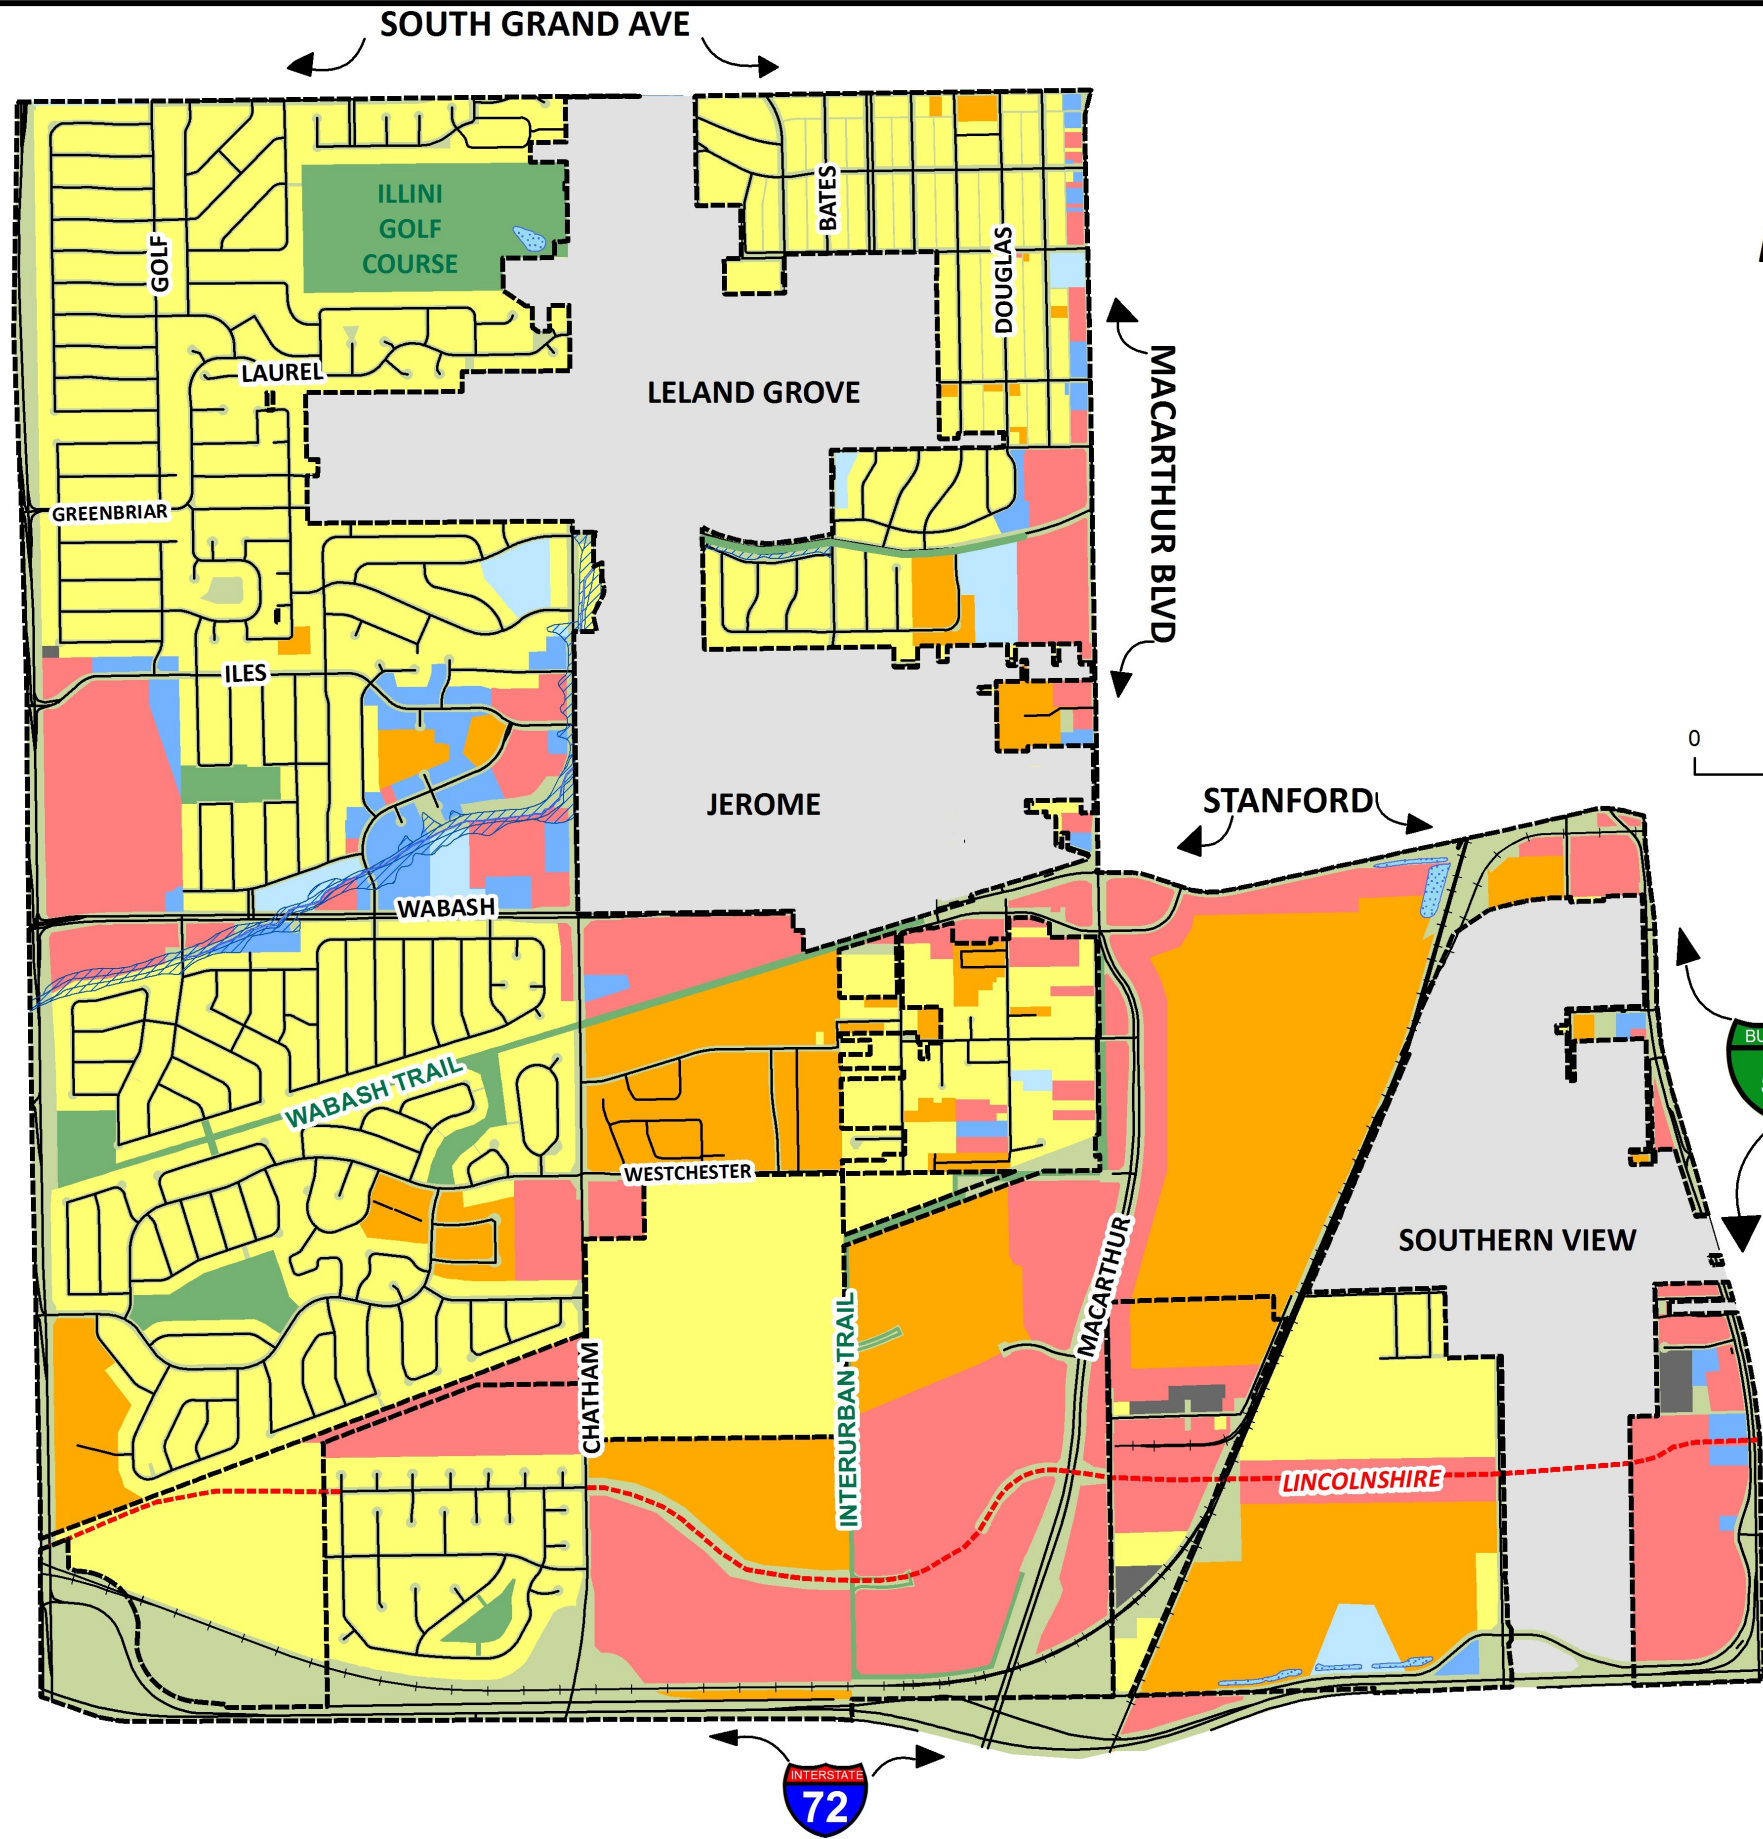 SOUTH GRAND AVE
ILLINI
GOLF
COURSE
BATES
GOLF
DOUGLAS
LAUREL
LELAND GROVE
MACARTHUR BLVD
GREENBRIAR
ILES
0
JEROME
STANFORD
WABASH
BU
WABASH TRAIL
WESTCHESTER
SOUTHERN VIEW
MACARTHUR
INTERURBAN TRAIL
CHATHAM
LINCOLNSHIRE
INTERSTATE
72